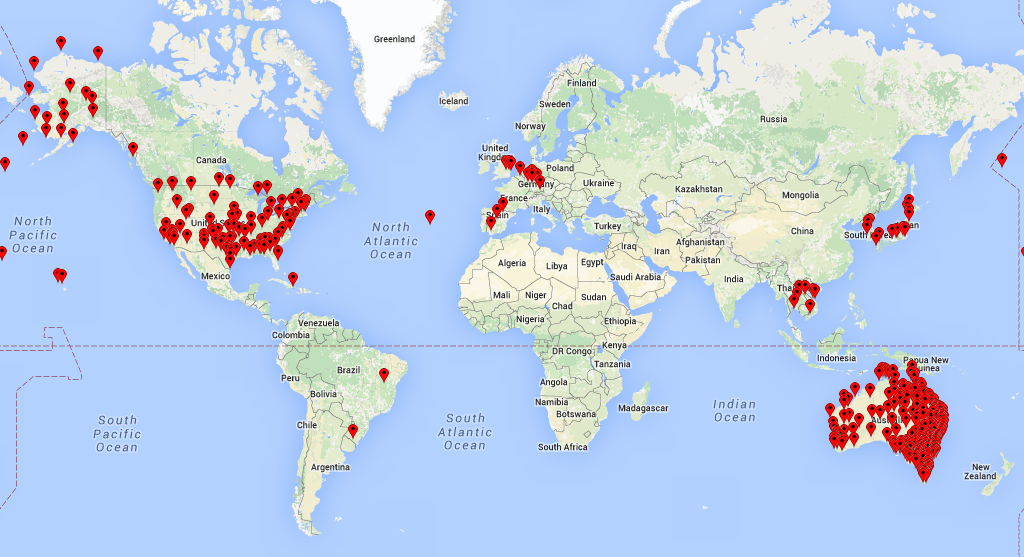 Greenland
Iceland
Finland
Sweden
Norway
Russia
United
Kingdom
Poland
Germany
Ukraine
Kazakhstan
Mongolia
Canada
France
Spain
Italy
Turkey
North
Pacific
Ocean
United States
North
Atlantic
Ocean
China
South Korea
Japan
Afghanistan
Iraq
Iran
Pakistan
Algeria
Libya
Egypt
Saudi Arabia
India
Mexico
Mali
Niger
Chad
Sudan
Nigeria
Ethiopia
Venezuela
Colombia
DR Congo
Kenya
Tanzania
Indonesia
Papua New
Guinea
Peru
Brazil
Bolivia
Angola
Namibia
Botswana
Madagascar
Indian
Ocean
South
Pacific
Ocean
Chile
South
Atlantic
Ocean
South Africa
Argentina
New
Zealand